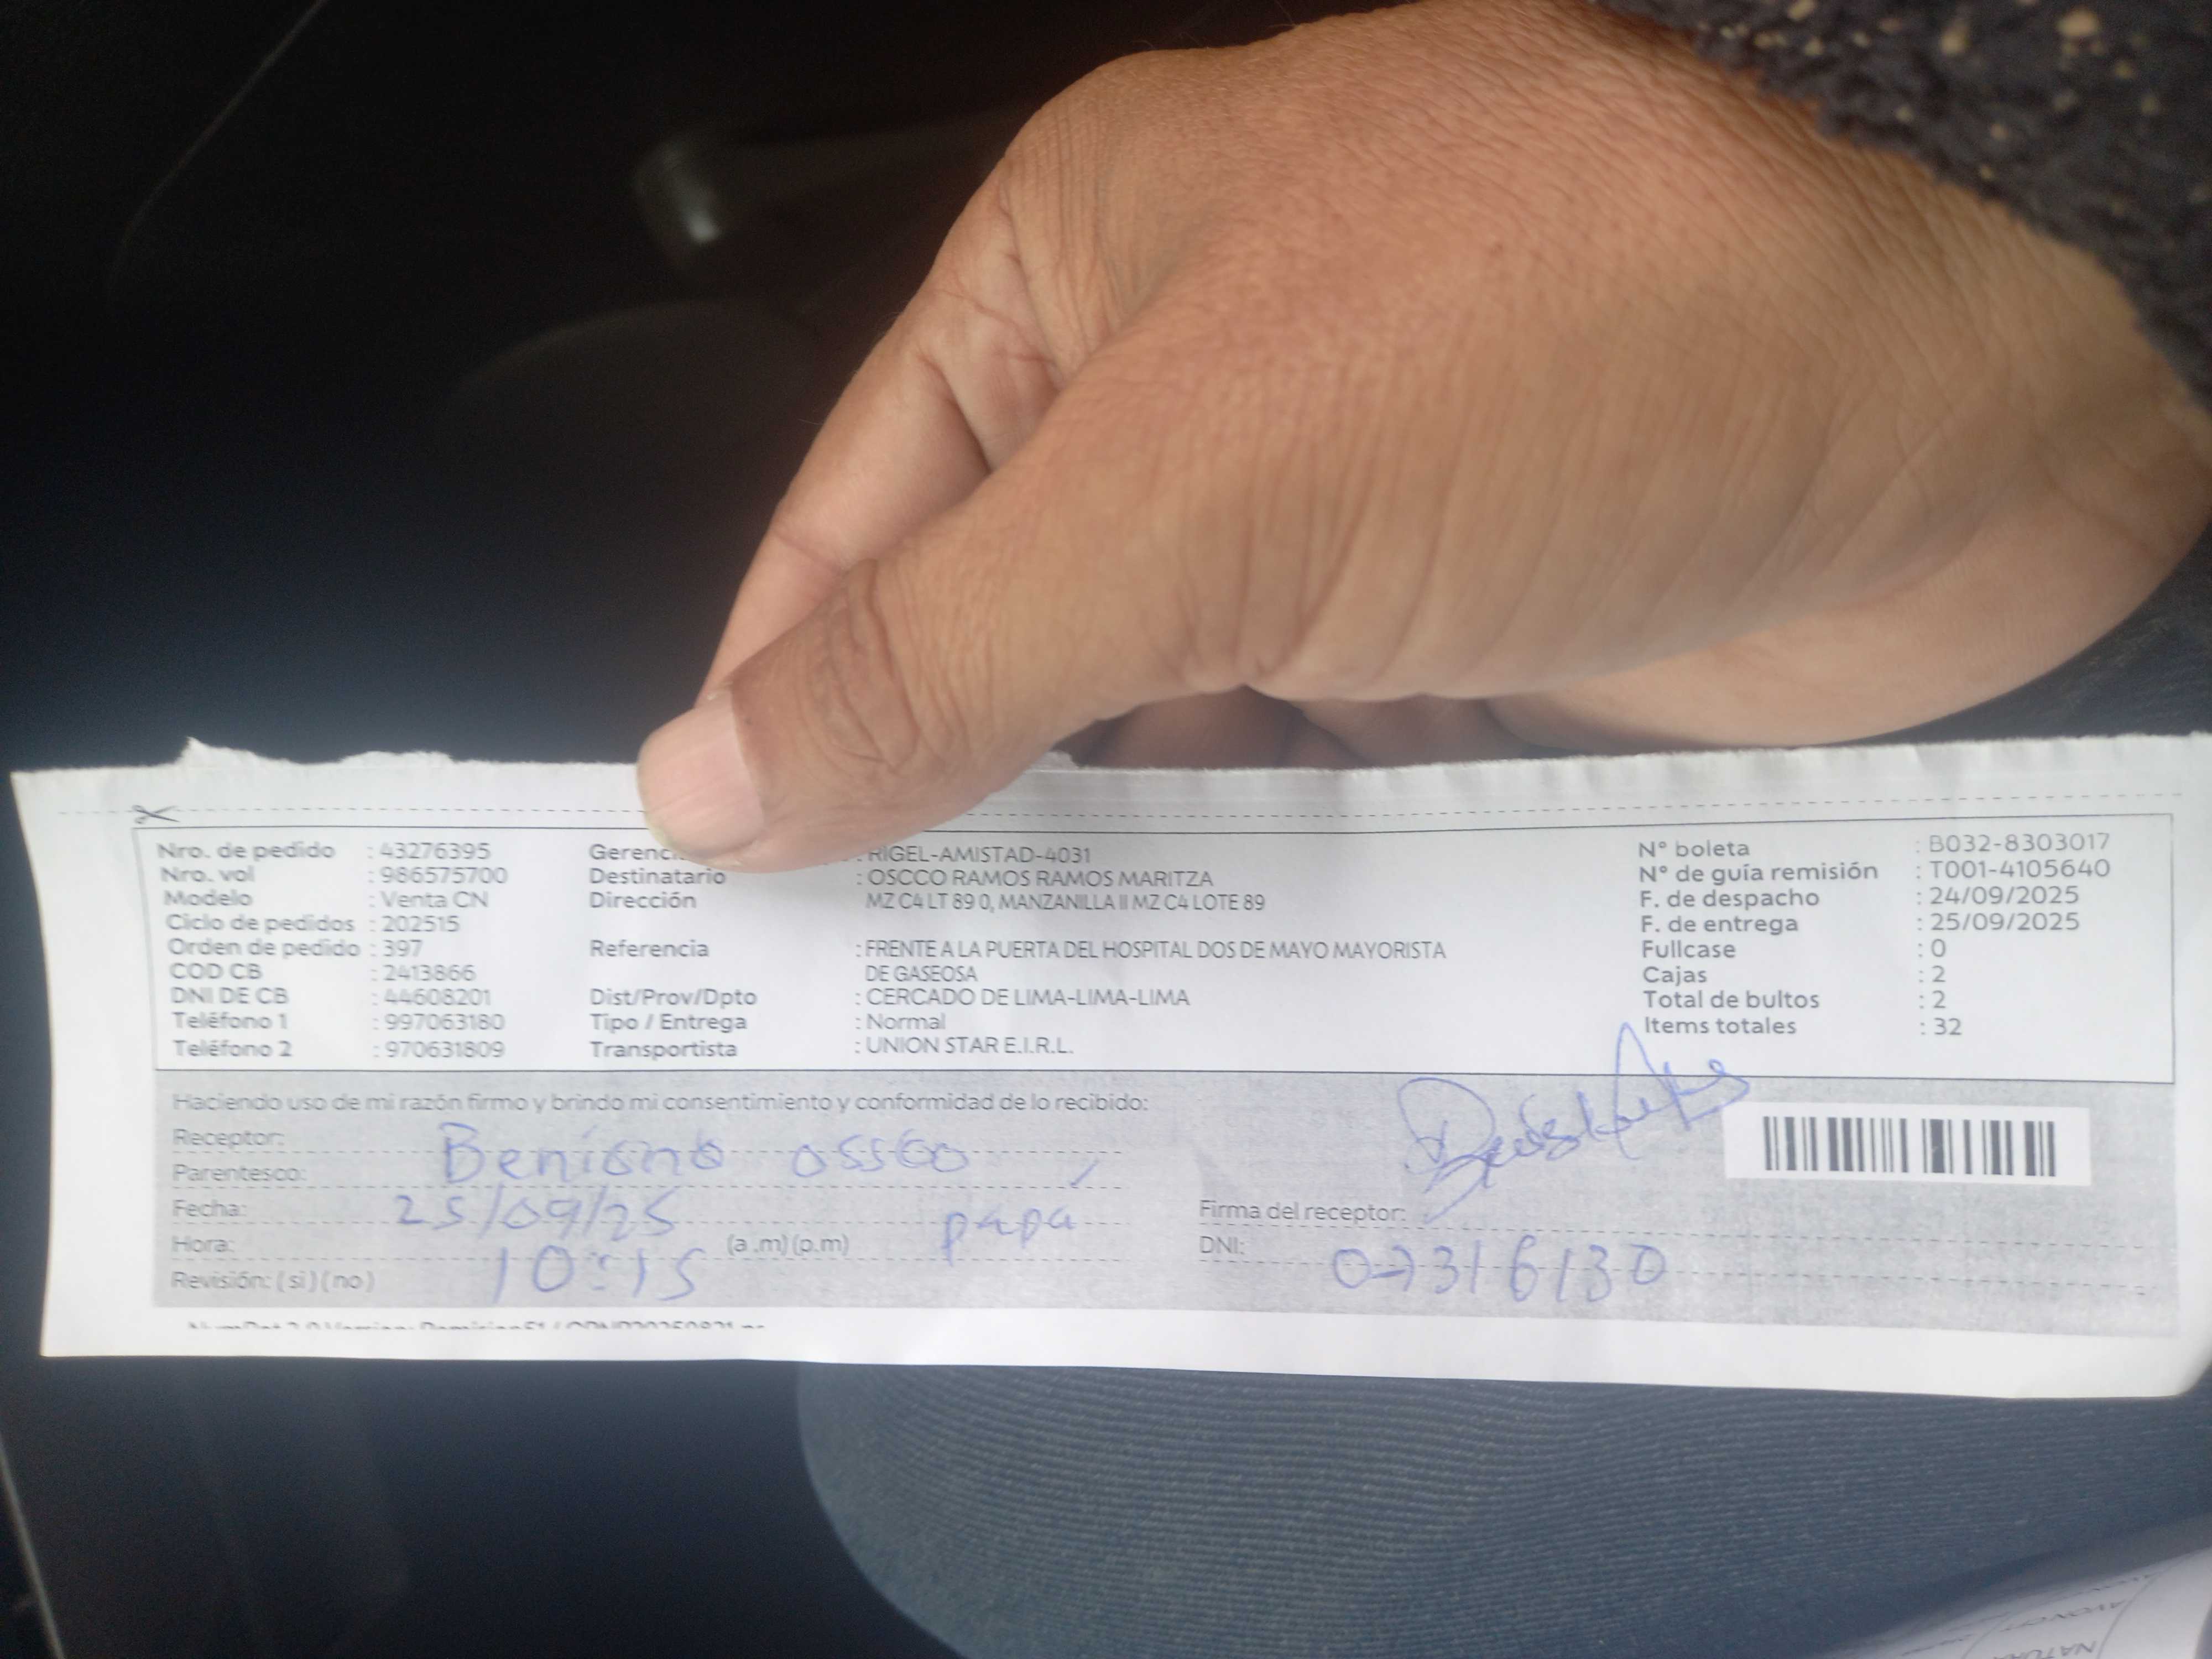 Nro. de pedido : 43276395
Nro. vol : 986575700
Modelo : Venta CN
Ciclo de pedidos : 202515
Orden de pedido : 397
COD CB : 2413866
DNI DE CB : 44608201
Teléfono 1 : 997063180
Teléfono 2 : 970631809
Gerenc : RIGEL-AMISTAD-4031
Destinatario : OSCCO RAMOS RAMOS MARITZA
Dirección MZ C4 LT 89 0, MANZANILLA II MZ C4 LOTE 89
Referencia : FRENTE A LA PUERTA DEL HOSPITAL DOS DE MAYO MAYORISTA
DE GASEOSA
Dist/Prov/Dpto : CERCADO DE LIMA-LIMA-LIMA
Tipo / Entrega : Normal
Transportista : UNION STAR E.I.R.L.
N° boleta : B032-8303017
N° de guía remisión : T001-4105640
F. de despacho : 24/09/2025
F. de entrega : 25/09/2025
Fullcase : 0
Cajas : 2
Total de bultos : 2
Items totales : 32
Haciendo uso de mi razón firmo y brindo mi consentimiento y conformidad de lo recibido:
Receptor: Benigno
Parentesco: papá
Fecha: 25/09/25
Hora: 10:15 (a.m) (p.m)
Revisión: ( si ) ( no )
Firma del receptor:
DNI: 07316130